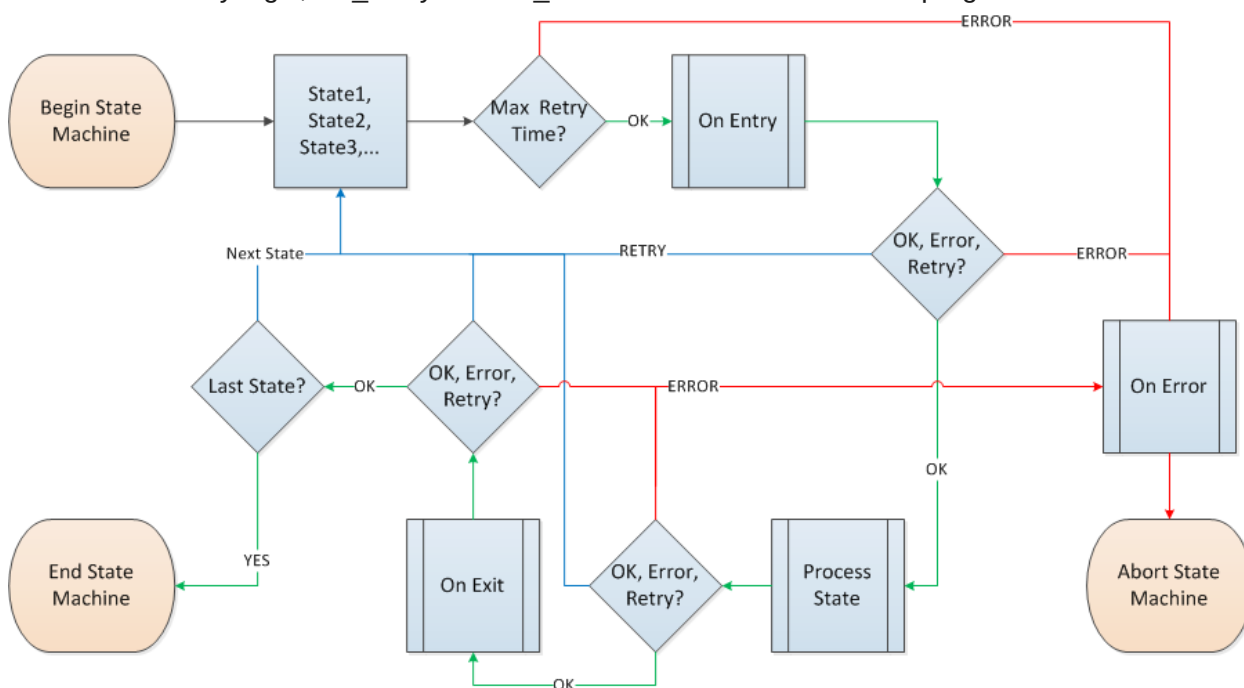 ERROR
Begin State
Machine
State1,
State2,
State3,...
Max Retry
Time?
OK
On Entry
Next State
RETRY
OK, Error,
Retry?
ERROR
Last State?
OK
OK, Error,
Retry?
ERROR
On Error
OK
YES
End State
Machine
On Exit
OK, Error,
Retry?
Process
State
Abort State
Machine
OK